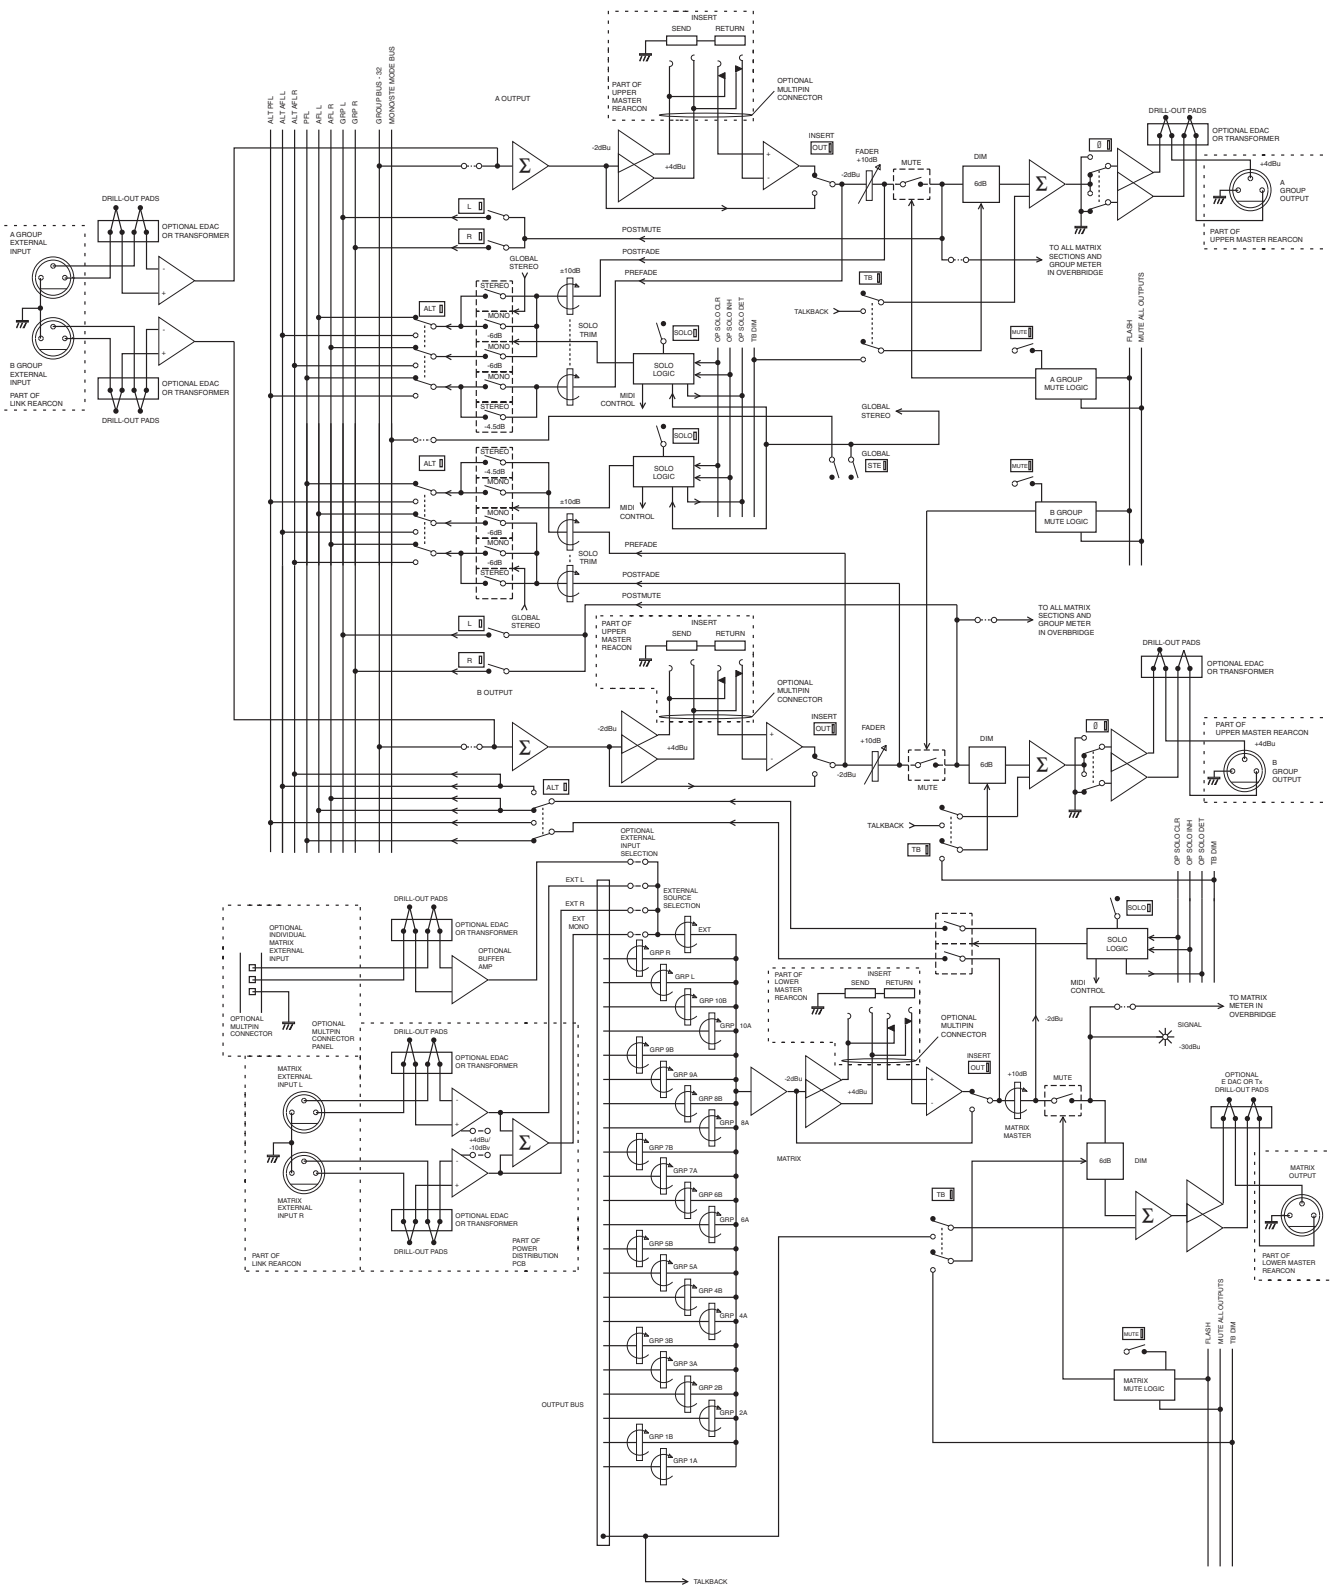 INSERT
SEND
RETURN
PART OF
UPPER
MASTER
REARCON
OPTIONAL
MULTIPIN
CONNECTOR
ALT PFL
ALT AFL L
ALT AFL R
PFL
AFL L
AFL R
GRP L
GRP R
GROUP BUS - 32
MONO/STE MODE BUS
A OUTPUT
-2dBu
+4dBu
Σ
+
-
INSERT
OUT
-2dBu
FADER
+10dB
MUTE
DIM
6dB
Σ
Ø
DRILL-OUT PADS
OPTIONAL EDAC
OR TRANSFORMER
+4dBu
A
GROUP
OUTPUT
PART OF
UPPER MASTER REARCON
DRILL-OUT PADS
OPTIONAL EDAC
OR TRANSFORMER
A GROUP
EXTERNAL
INPUT
-
+
B GROUP
EXTERNAL
INPUT
-
+
PART OF
LINK REARCON
OPTIONAL EDAC
OR TRANSFORMER
DRILL-OUT PADS
L
R
GLOBAL
STEREO
POSTMUTE
POSTFADE
PREFADE
±10dB
STEREO
MONO
-6dB
MONO
-6dB
MONO
STEREO
-4.5dB
ALT
SOLO
TRIM
SOLO
SOLO
LOGIC
MIDI
CONTROL
OP SOLO CLR
OP SOLO INH
OP SOLO DET
TB DIM
TB
TALKBACK
TO ALL MATRIX
SECTIONS AND
GROUP METER
IN OVERBRIDGE
FLASH
MUTE ALL OUTPUTS
MUTE
A GROUP
MUTE LOGIC
GLOBAL
STEREO
GLOBAL
STE
SOLO
SOLO
LOGIC
MIDI
CONTROL
MUTE
B GROUP
MUTE LOGIC
ALT
STEREO
-4.5dB
MONO
MONO
-6dB
MONO
-6dB
STEREO
±10dB
SOLO
TRIM
PREFADE
POSTFADE
POSTMUTE
GLOBAL
STEREO
L
R
B OUTPUT
PART OF
UPPER
MASTER
REACON
INSERT
SEND
RETURN
OPTIONAL
MULTIPIN
CONNECTOR
TO ALL MATRIX
SECTIONS AND
GROUP METER
IN OVERBRIDGE
Σ
-2dBu
+4dBu
+
-
INSERT
OUT
-2dBu
FADER
+10dB
MUTE
DIM
6dB
Σ
Ø
DRILL-OUT PADS
OPTIONAL EDAC
OR TRANSFORMER
PART OF
UPPER MASTER REARCON
+4dBu
B
GROUP
OUTPUT
ALT
TALKBACK
TB
OP SOLO CLR
OP SOLO INH
OP SOLO DET
TB DIM
OPTIONAL
EXTERNAL
INPUT
SELECTION
EXT L
EXT R
EXT
MONO
EXTERNAL
SOURCE
SELECTION
EXT
GRP R
GRP L
GRP 10B
GRP 10A
GRP 9B
GRP 9A
GRP 8B
GRP 8A
GRP 7B
GRP 7A
GRP 6B
GRP 6A
GRP 5B
GRP 5A
GRP 4B
GRP 4A
GRP 3B
GRP 3A
GRP 2B
GRP 2A
GRP 1B
GRP 1A
OUTPUT BUS
TALKBACK
DRILL-OUT PADS
OPTIONAL EDAC
OR TRANSFORMER
OPTIONAL
INDIVIDUAL
MATRIX
EXTERNAL
INPUT
OPTIONAL
BUFFER
AMP
OPTIONAL
MULTPIN
CONNECTOR
OPTIONAL
MULTPIN
CONNECTOR
PANEL
DRILL-OUT PADS
OPTIONAL EDAC
OR TRANSFORMER
MATRIX
EXTERNAL
INPUT L
-
+
+4dBu/
-10dBv
Σ
-
+
MATRIX
EXTERNAL
INPUT R
OPTIONAL EDAC
OR TRANSFORMER
DRILL-OUT PADS
PART OF
LINK REARCON
PART OF
POWER
DISTRIBUTION
PCB
PART OF
LOWER
MASTER
REARCON
INSERT
SEND
RETURN
OPTIONAL
MULTIPIN
CONNECTOR
SOLO
SOLO
LOGIC
MIDI
CONTROL
-2dBu
TO MATRIX
METER IN
OVERBRIDGE
SIGNAL
-30dBu
-2dBu
+4dBu
+
-
INSERT
OUT
+10dB
MATRIX
MASTER
MUTE
MATRIX
6dB
DIM
TB
Σ
OPTIONAL
E DAC OR Tx
DRILL-OUT PADS
MATRIX
OUTPUT
PART OF
LOWER MASTER
REARCON
FLASH
MUTE ALL OUTPUTS
TB DIM
MUTE
MATRIX
MUTE LOGIC